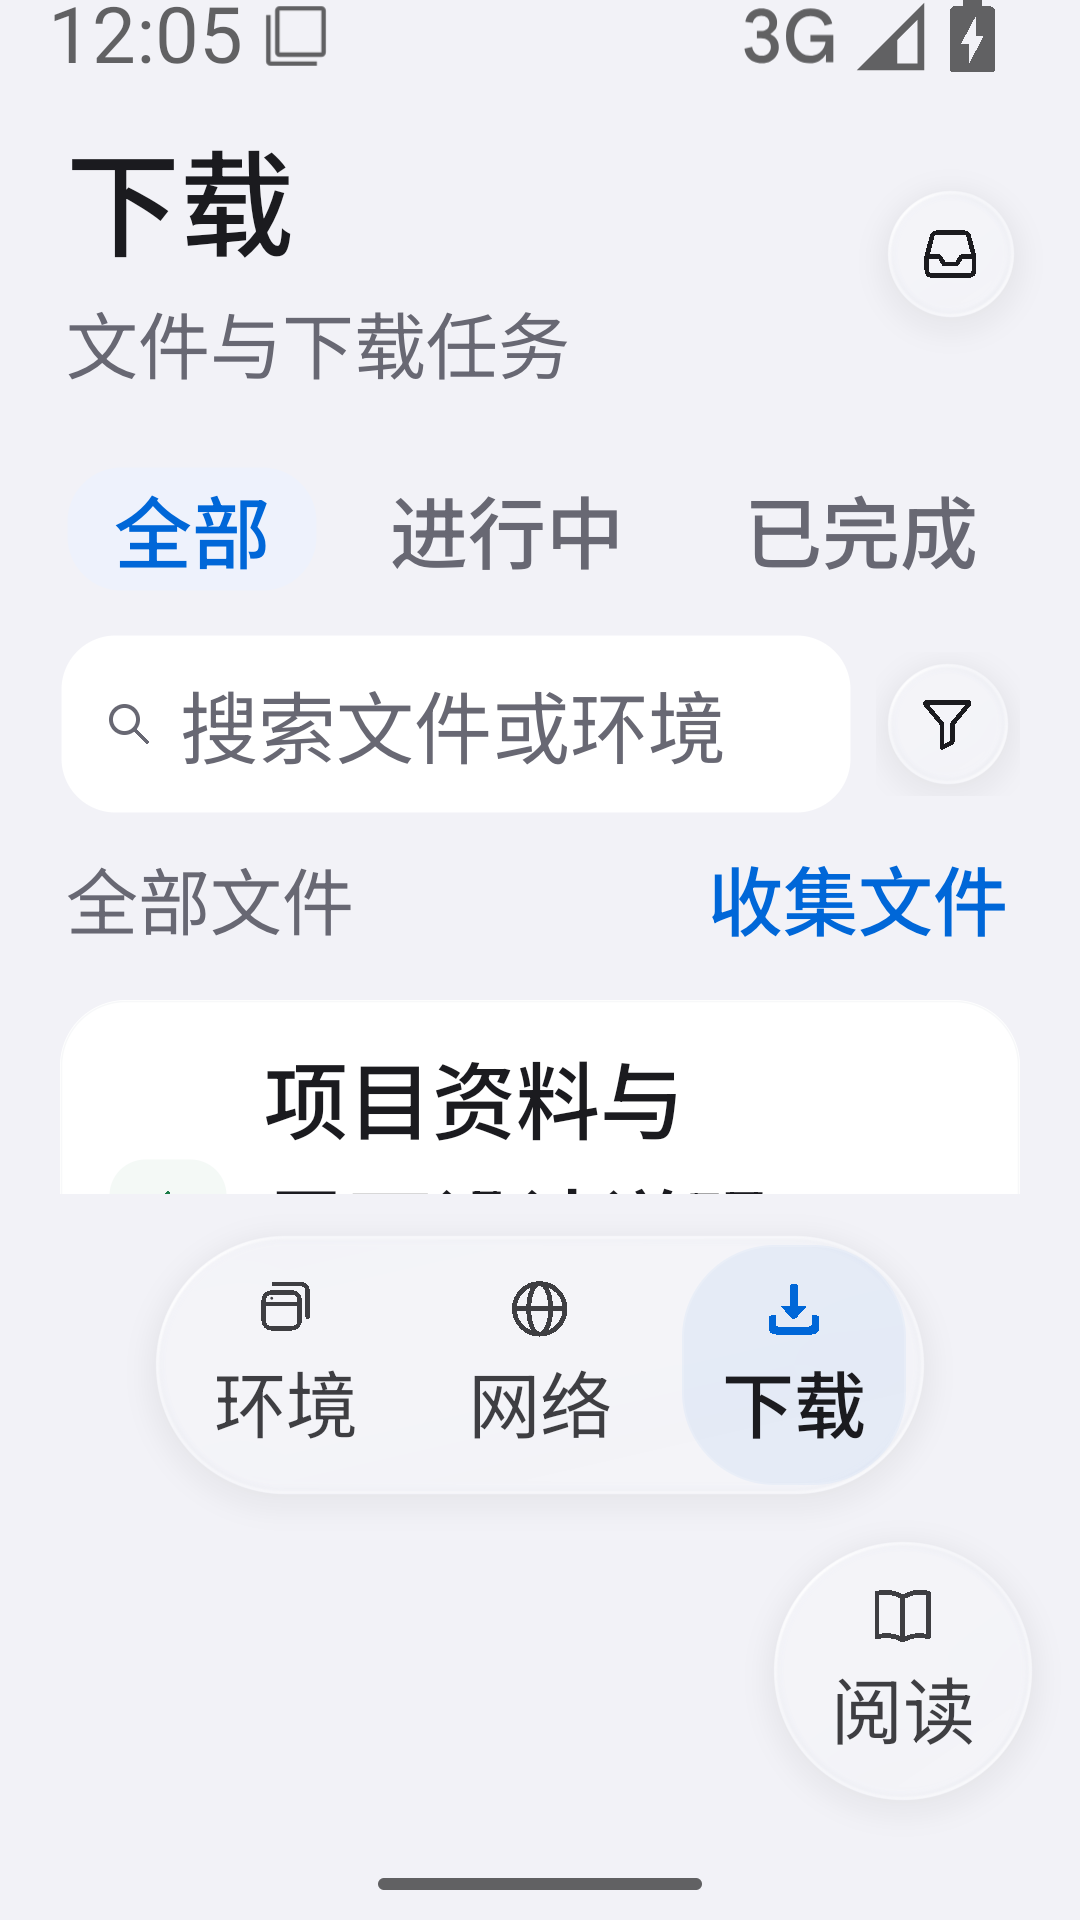 12:05 3G
下载
文件与下载任务
全部 进行中 已完成
搜索文件或环境
全部文件 收集文件
项目资料与
环境 网络 下载
阅读